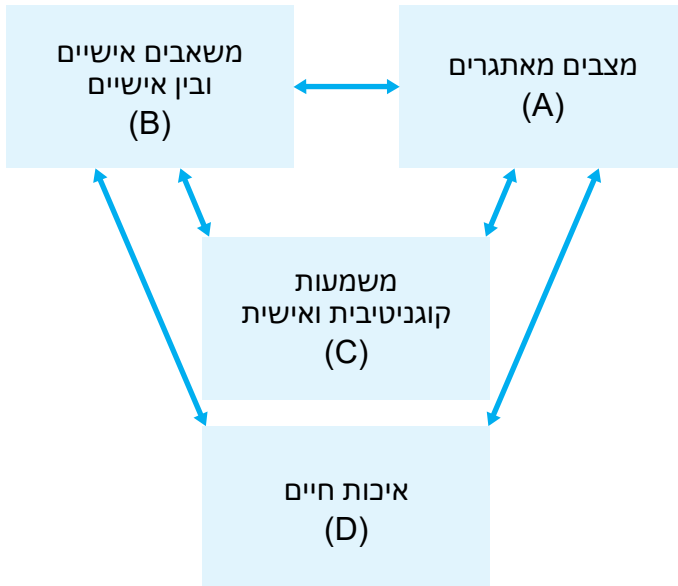 מצבים מאתגרים
(A)
משאבים אישיים
ובין אישיים
(B)
משמעות
קוגניטיבית ואישית
(C)
איכות חיים
(D)